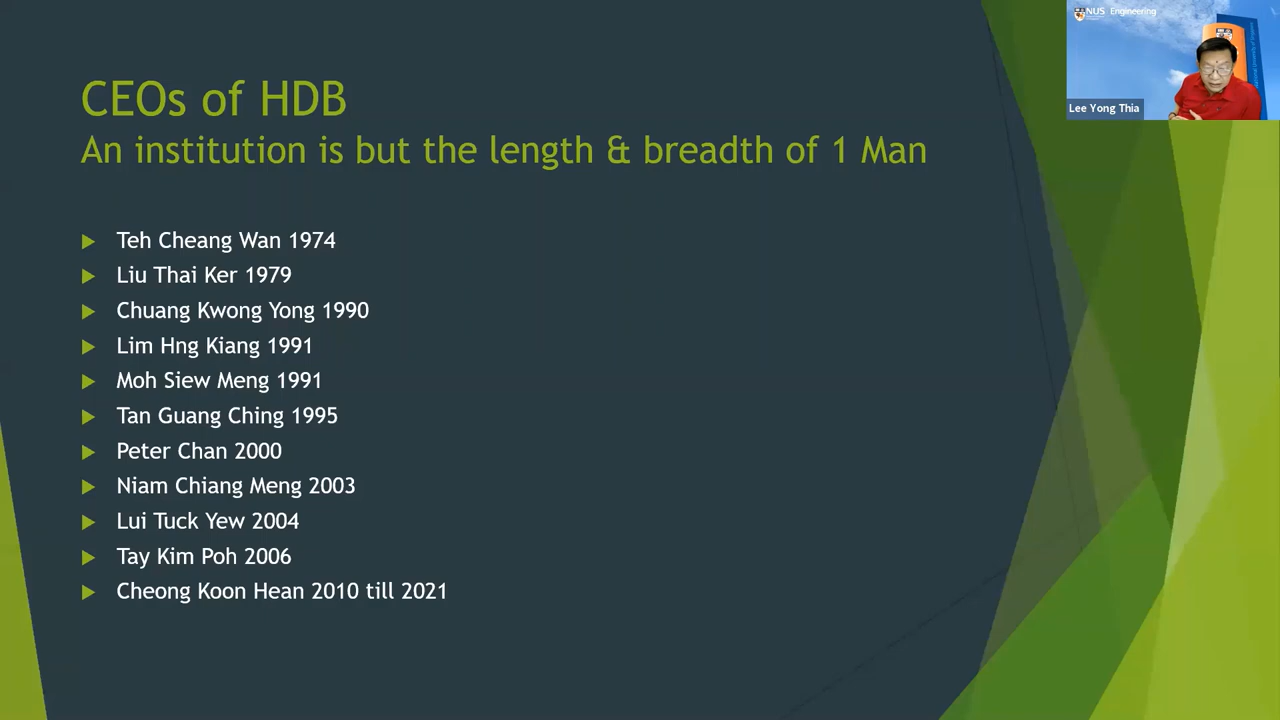 CEOs of HDB
An institution is but the length & breadth of 1 Man
Teh Cheang Wan 1974
Liu Thai Ker 1979
Chuang Kwong Yong 1990
Lim Hng Kiang 1991
Moh Siew Meng 1991
Tan Guang Ching 1995
Peter Chan 2000
Niam Chiang Meng 2003
Lui Tuck Yew 2004
Tay Kim Poh 2006
Cheong Koon Hean 2010 till 2021
NUS Engineering
Lee Yong Thia